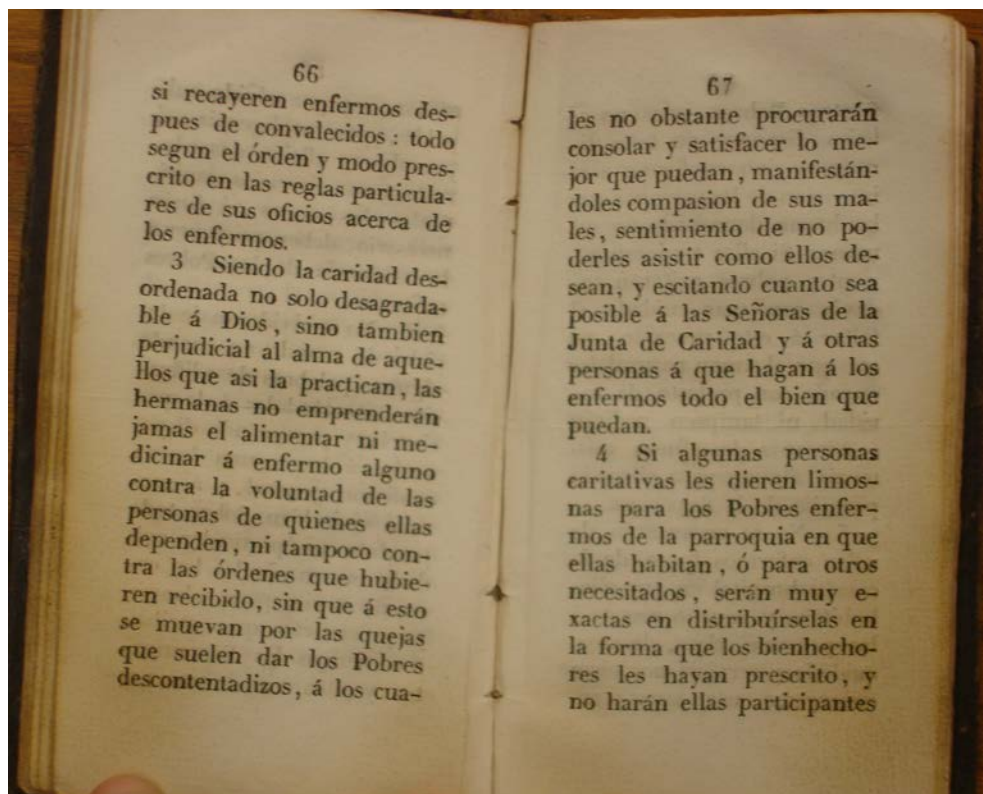 66
si recayeren enfermos des-
pues de convalecidos : todo
segun el órden y modo pres-
crito en las reglas particula-
res de sus oficios acerca de
los enfermos.
3 Siendo la caridad des-
ordenada no solo desagrada-
ble á Dios, sino tambien
perjudicial al alma de aque-
llos que asi la practican, las
hermanas no emprenderán
jamas el alimentar ni me-
dicinar á enfermo alguno
contra la voluntad de las
personas de quienes ellas
dependen, ni tampoco con-
tra las órdenes que hubie-
ren recibido, sin que á esto
se muevan por las quejas
que suelen dar los Pobres
descontentadizos, á los cua-
67
les no obstante procurarán
consolar y satisfacer lo me-
jor que puedan, manifestán-
doles compasion de sus ma-
les, sentimiento de no po-
derles asistir como ellos de-
sean, y escitando cuanto sea
posible á las Señoras de la
Junta de Caridad y á otras
personas á que hagan á los
enfermos todo el bien que
puedan.
4 Si algunas personas
caritativas les dieren limos-
nas para los Pobres enfer-
mos de la parroquia en que
ellas habitan, ó para otros
necesitados, serán muy e-
xactas en distribuírselas en
la forma que los bienhecho-
res les hayan prescrito, y
no harán ellas participantes